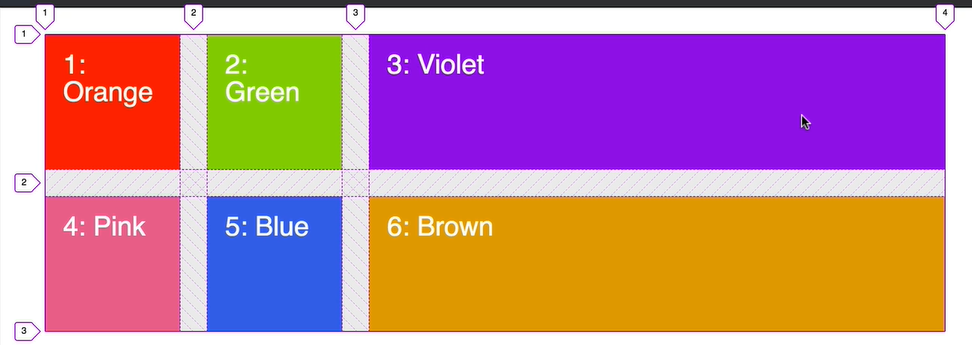 1 2 3 4
1
1:
Orange
2:
Green
3: Violet
2
4: Pink
5: Blue
6: Brown
3